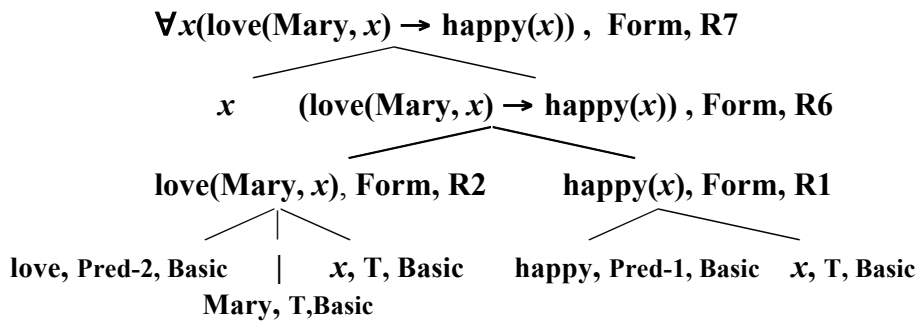 ∀x(love(Mary, x) → happy(x)) , Form, R7
x (love(Mary, x) → happy(x)) , Form, R6
love(Mary, x), Form, R2 happy(x), Form, R1
love, Pred-2, Basic | x, T, Basic happy, Pred-1, Basic x, T, Basic
Mary, T,Basic